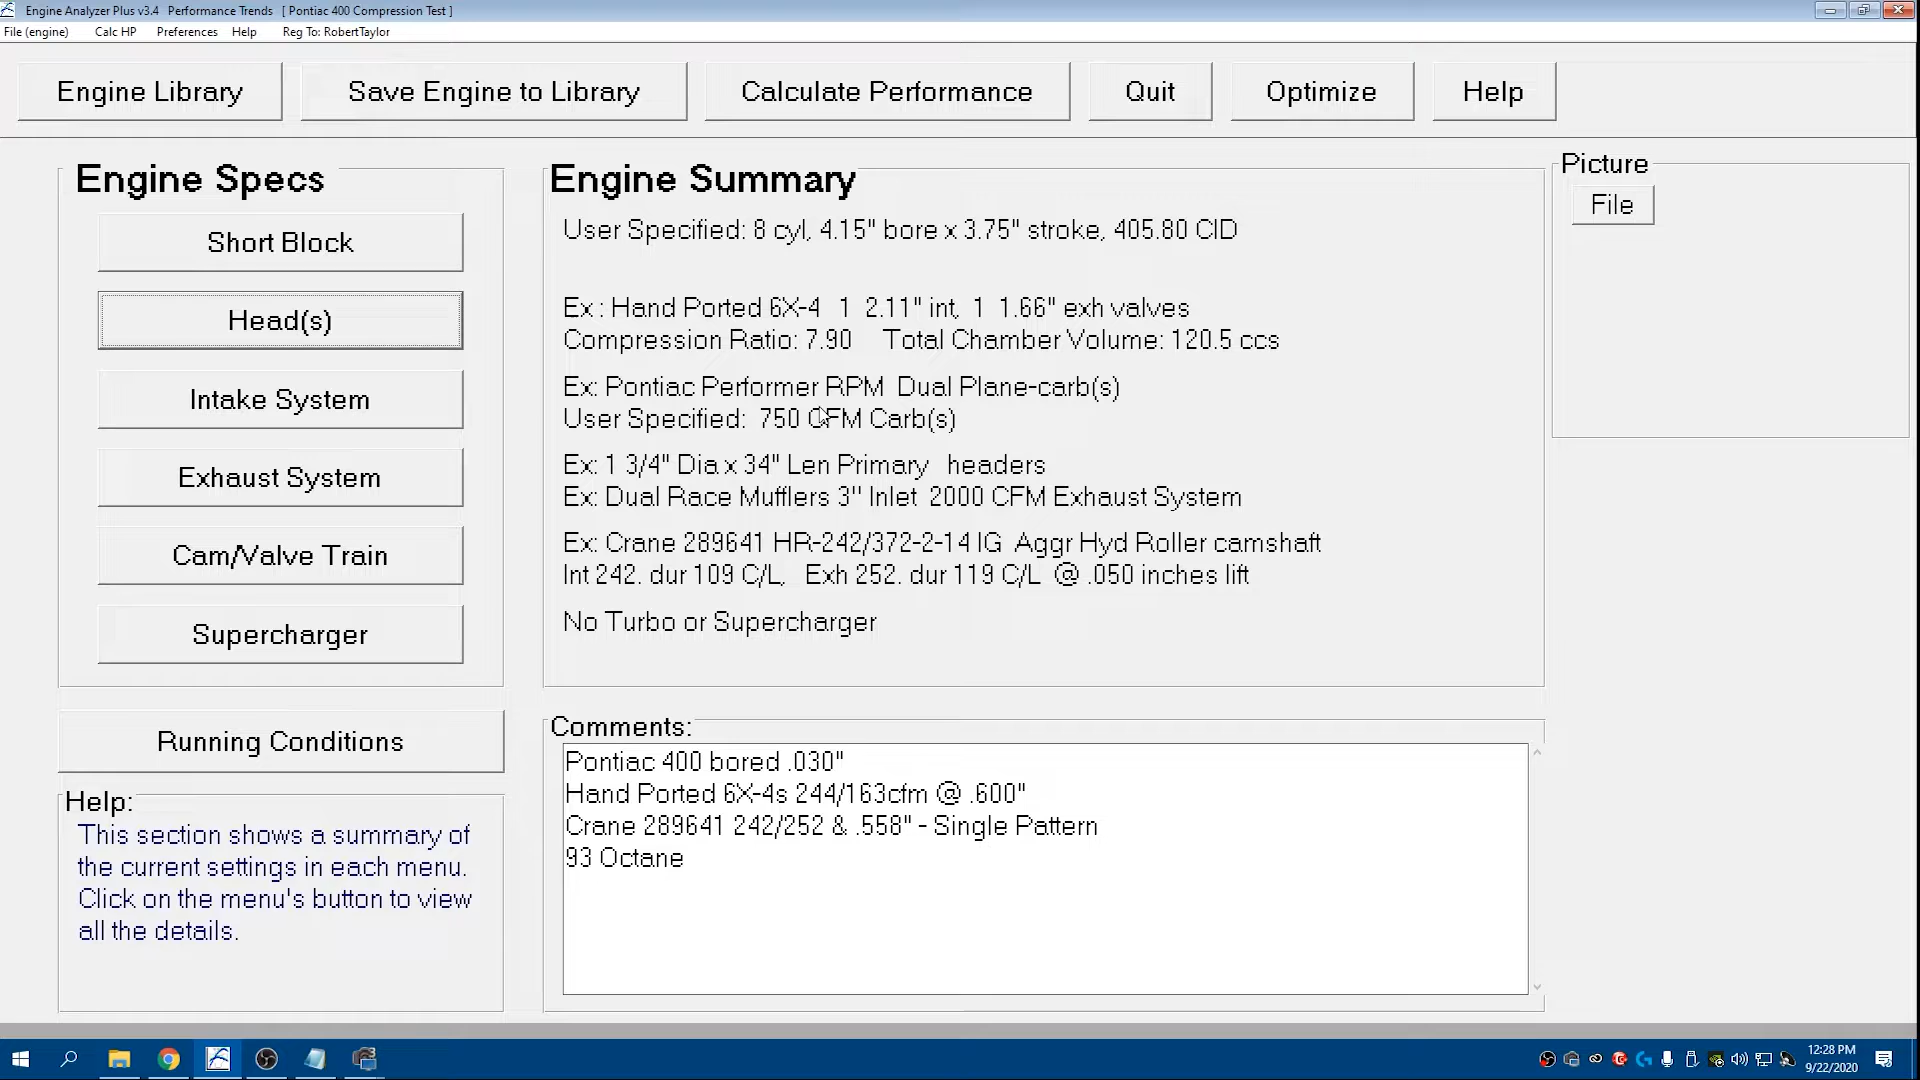 Engine Analyzer Plus v3.4   Performance Trends   [ Pontiac 400 Compression Test ]
File (engine)   Calc HP   Preferences   Help   Reg To: RobertTaylor
Engine Library   Save Engine to Library   Calculate Performance   Quit   Optimize   Help
Engine Specs
Short Block
Head(s)
Intake System
Exhaust System
Cam/Valve Train
Supercharger
Running Conditions
Help:
This section shows a summary of
the current settings in each menu.
Click on the menu's button to view
all the details.
Engine Summary
User Specified: 8 cyl, 4.15" bore x 3.75" stroke, 405.80 CID
Ex : Hand Ported 6X-4   1   2.11" int,   1   1.66" exh valves
Compression Ratio: 7.90    Total Chamber Volume: 120.5 ccs
Ex: Pontiac Performer RPM  Dual Plane-carb(s)
User Specified:  750 CFM Carb(s)
Ex: 1 3/4" Dia x 34" Len Primary   headers
Ex: Dual Race Mufflers 3" Inlet  2000 CFM Exhaust System
Ex: Crane 289641 HR-242/372-2-14 IG  Aggr Hyd Roller camshaft
Int 242. dur 109 C/L,   Exh 252. dur 119 C/L  @ .050 inches lift
No Turbo or Supercharger
Comments:
Pontiac 400 bored .030"
Hand Ported 6X-4s 244/163cfm @ .600"
Crane 289641 242/252 & .558" - Single Pattern
93 Octane
Picture
File
12:28 PM
9/22/2020